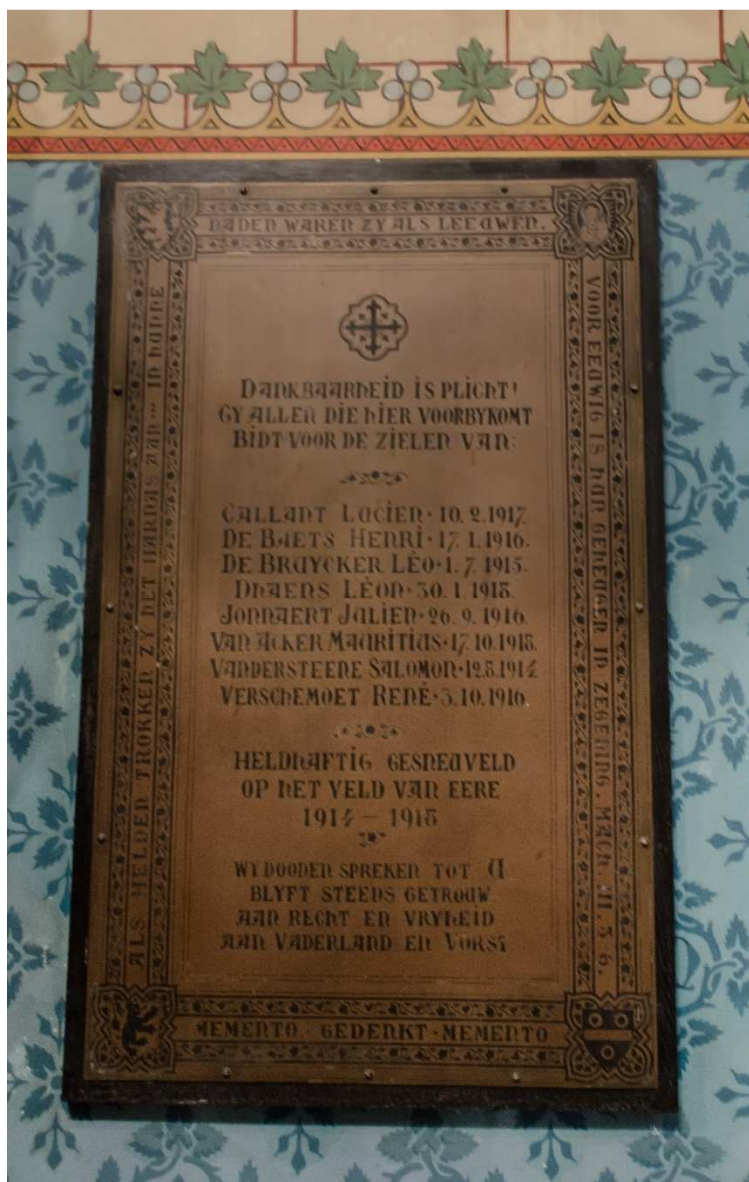 ALS HELDEN TROKKEN ZY HET HARNAS AAN... IN HUNNE
DADEN WAREN ZY ALS LEEUWEN.
VOOR EEUWIG IS HUN GEHEUGEN IN ZEGENING. MACH. III. 3. 6.
DANKBAARHEID IS PLICHT!
GY ALLEN DIE HIER VOORBYKOMT
BIDT VOOR DE ZIELEN VAN:
CALLANT LUCIEN · 10. 2. 1917.
DE BAETS HENRI · 17. 1. 1916.
DE BRUYCKER LÉO · 1. 7. 1915.
DHAENS LÉON · 30. 1. 1918.
JONNAERT JULIEN · 26. 9. 1916.
VAN ACKER MAURITIUS · 17. 10. 1918.
VANDERSTEENE SALOMON · 12.8.1914.
VERSCHEMOET RENÉ · 3. 10. 1916.
HELDHAFTIG GESNEUVELD
OP HET VELD VAN EERE
1914 – 1918
WY DOODEN SPREKEN TOT U
BLYFT STEEDS GETROUW
AAN RECHT EN VRYHEID
AAN VADERLAND EN VORST
MEMENTO · GEDENKT · MEMENTO